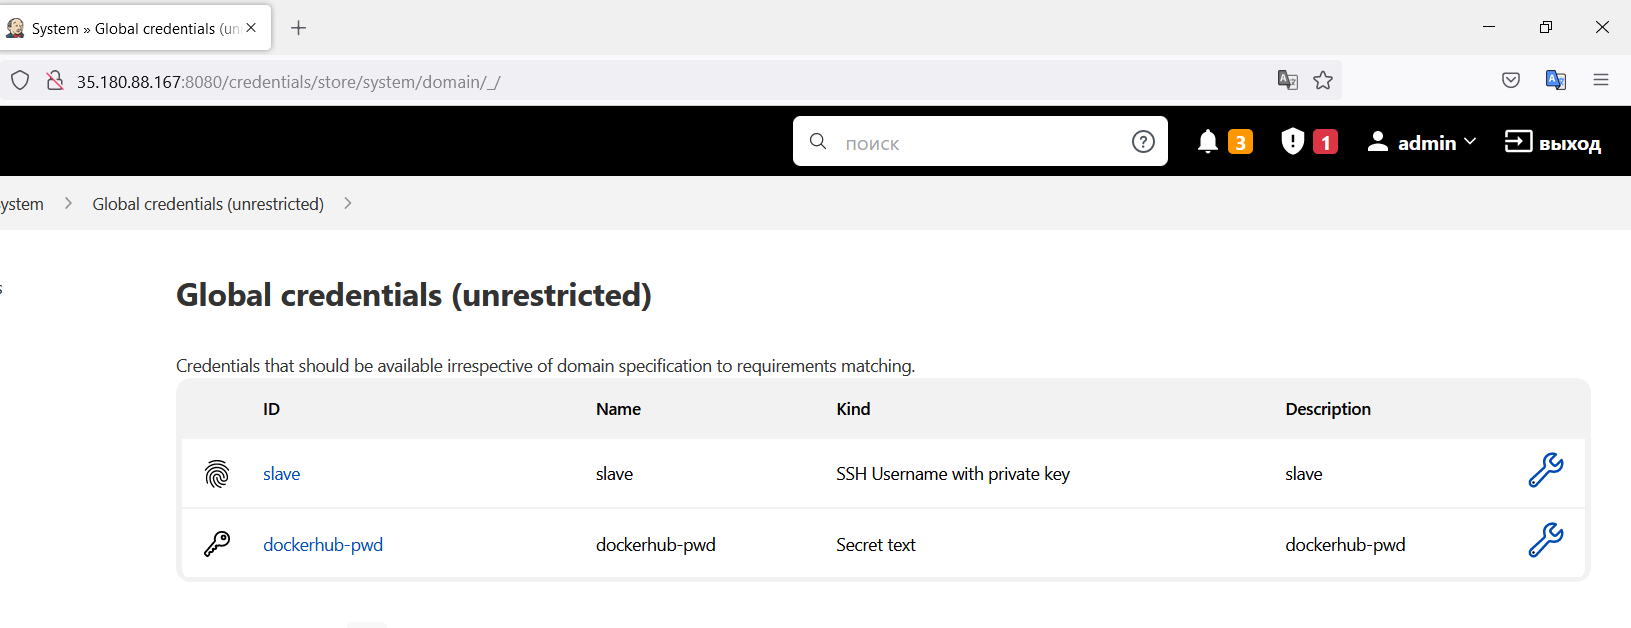 System » Global credentials (un
35.180.88.167:8080/credentials/store/system/domain/_/
поиск
3
1
admin
выход
ystem
Global credentials (unrestricted)
s
Global credentials (unrestricted)
Credentials that should be available irrespective of domain specification to requirements matching.
ID Name Kind Description
slave slave SSH Username with private key slave
dockerhub-pwd dockerhub-pwd Secret text dockerhub-pwd